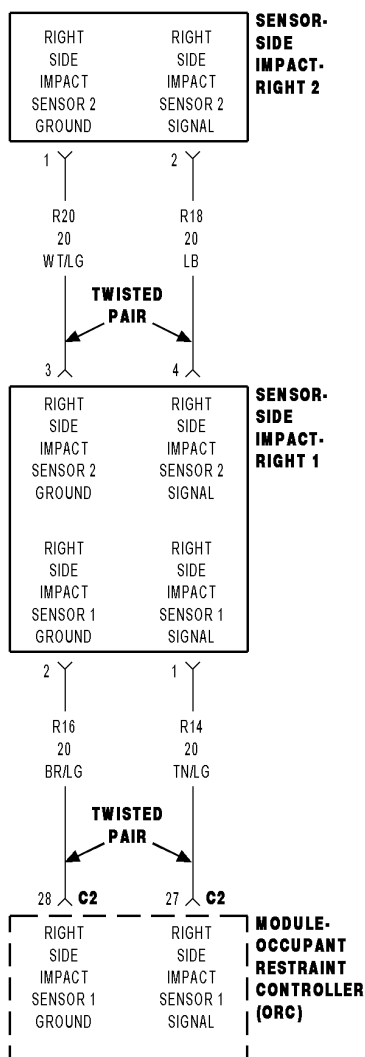 SENSOR-
SIDE
IMPACT-
RIGHT 2
RIGHT RIGHT
SIDE SIDE
IMPACT IMPACT
SENSOR 2 SENSOR 2
GROUND SIGNAL
1 2
R20 R18
20 20
WT/LG LB
TWISTED
PAIR
3 4
SENSOR-
SIDE
IMPACT-
RIGHT 1
RIGHT RIGHT
SIDE SIDE
IMPACT IMPACT
SENSOR 2 SENSOR 2
GROUND SIGNAL
RIGHT RIGHT
SIDE SIDE
IMPACT IMPACT
SENSOR 1 SENSOR 1
GROUND SIGNAL
2 1
R16 R14
20 20
BR/LG TN/LG
TWISTED
PAIR
28 C2 27 C2
MODULE-
OCCUPANT
RESTRAINT
CONTROLLER
(ORC)
RIGHT RIGHT
SIDE SIDE
IMPACT IMPACT
SENSOR 1 SENSOR 1
GROUND SIGNAL